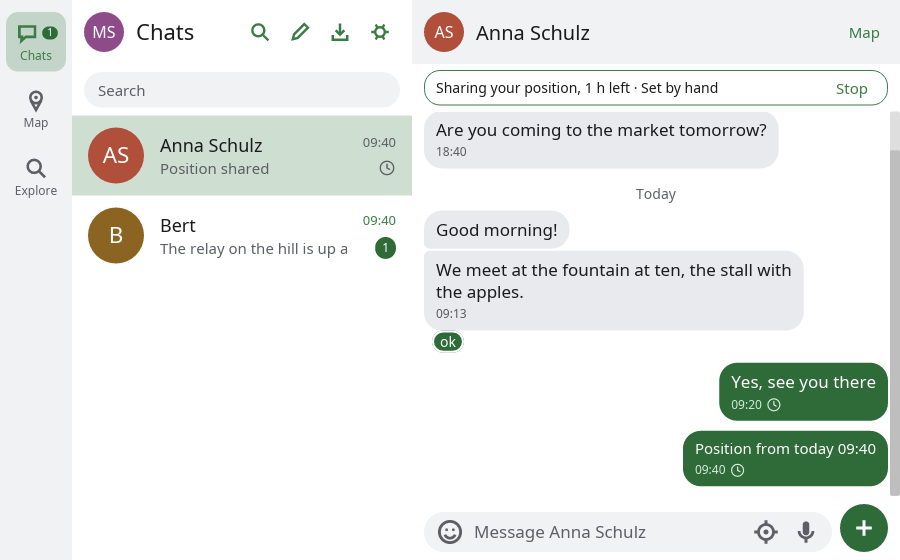 1
Chats
Map
Explore
MS
Chats
Search
AS
Anna Schulz
09:40
Position shared
B
Bert
09:40
The relay on the hill is up a
1
AS
Anna Schulz
Map
Sharing your position, 1 h left · Set by hand
Stop
Are you coming to the market tomorrow?
18:40
Today
Good morning!
We meet at the fountain at ten, the stall with
the apples.
09:13
ok
Yes, see you there
09:20
Position from today 09:40
09:40
Message Anna Schulz